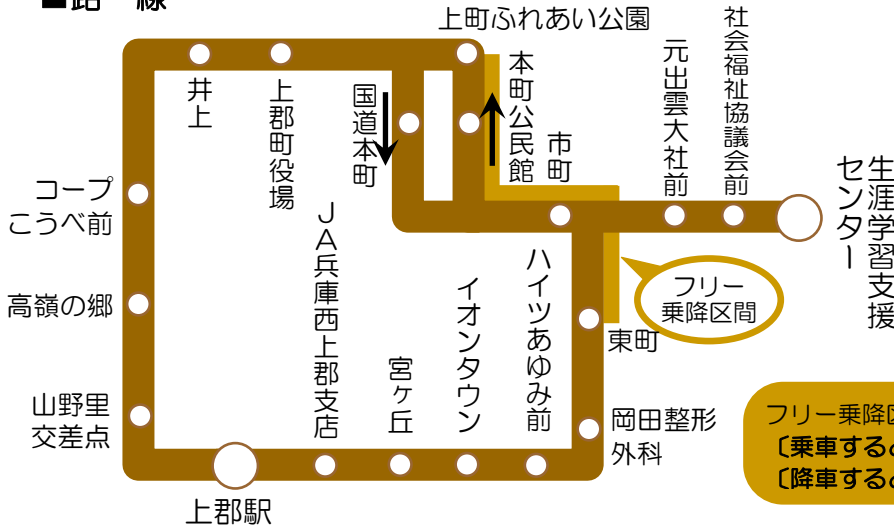 ■路　線
上町ふれあい公園
井上
上郡町役場
国道本町
本町公民館
市町
元出雲大社前
社会福祉協議会前
生涯学習支援
センター
コープ
こうべ前
高嶺の郷
山野里
交差点
上郡駅
JA兵庫西上郡支店
宮ヶ丘
イオンタウン
ハイツあゆみ前
フリー
乗降区間
東町
岡田整形
外科
フリー乗降区
〔乗車すると
〔降車すると